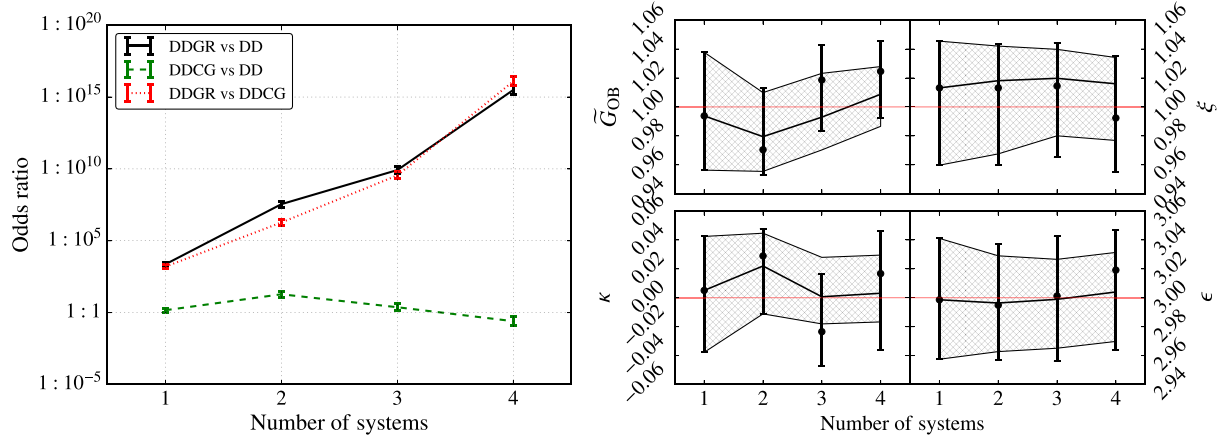 1 : 10^20
1 : 10^15
1 : 10^10
1 : 10^5
1 : 1
1 : 10^−5
Odds ratio
DDGR vs DD
DDCG vs DD
DDGR vs DDCG
1 2 3 4
Number of systems
1.06
1.04
1.02
1.00
0.98
0.96
0.94
G̃_OB
1.06
1.04
1.02
1.00
0.98
0.96
0.94
ξ
0.06
0.04
0.02
0.00
−0.02
−0.04
−0.06
κ
3.06
3.04
3.02
3.00
2.98
2.96
2.94
ϵ
1 2 3 4 1 2 3 4
Number of systems